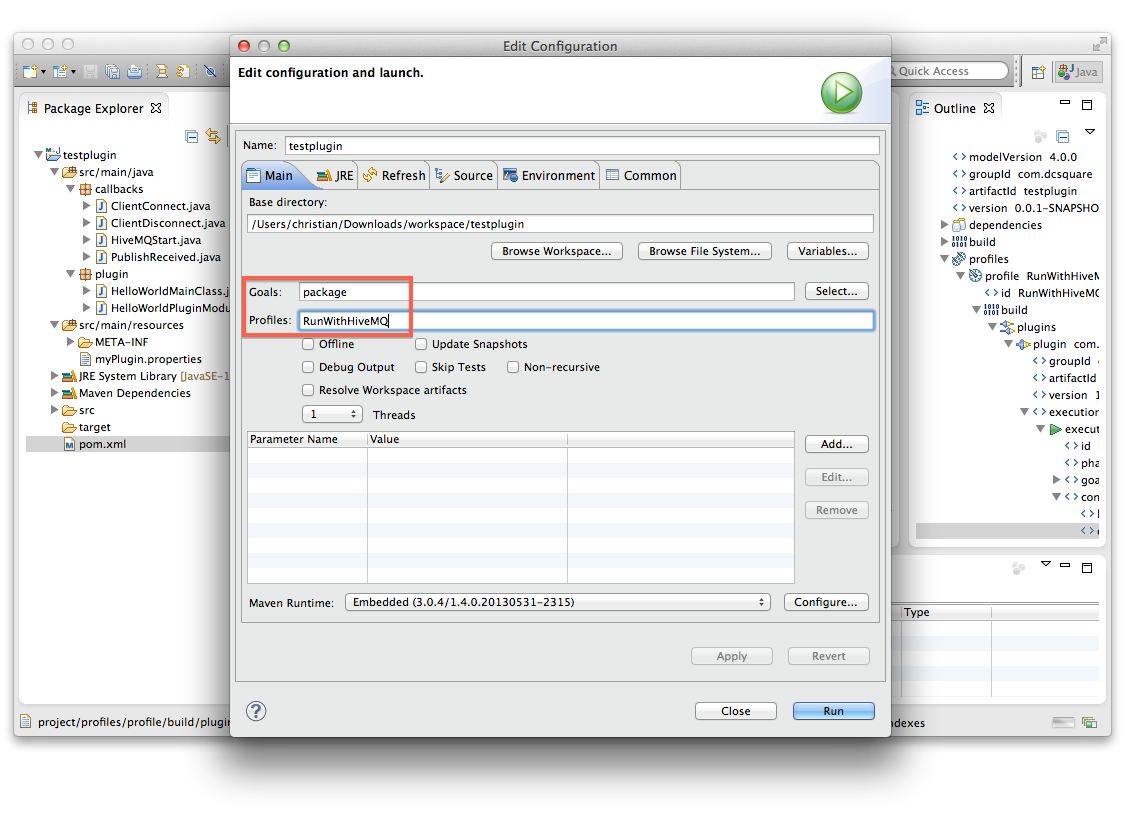 Edit Configuration
Edit configuration and launch.
Quick Access
Java
Package Explorer
testplugin
src/main/java
callbacks
ClientConnect.java
ClientDisconnect.java
HiveMQStart.java
PublishReceived.java
plugin
HelloWorldMainClass.j
HelloWorldPluginModu
src/main/resources
META-INF
myPlugin.properties
JRE System Library [JavaSE-1
Maven Dependencies
src
target
pom.xml
project/profiles/profile/build/plugin
Name: testplugin
Main JRE Refresh Source Environment Common
Base directory:
/Users/christian/Downloads/workspace/testplugin
Browse Workspace... Browse File System... Variables...
Goals: package Select...
Profiles: RunWithHiveMQ
Offline Update Snapshots
Debug Output Skip Tests Non-recursive
Resolve Workspace artifacts
1 Threads
Parameter Name Value
Add...
Edit...
Remove
Maven Runtime: Embedded (3.0.4/1.4.0.20130531-2315) Configure...
Apply Revert
? Close Run
Outline
modelVersion 4.0.0
groupId com.dcsquare
artifactId testplugin
version 0.0.1-SNAPSHO
dependencies
build
profiles
profile RunWithHiveM
id RunWithHiveMQ
build
plugins
plugin com.
groupId
artifactId
version 1
execution
execut
id
pha
goa
con
Type
ndexes